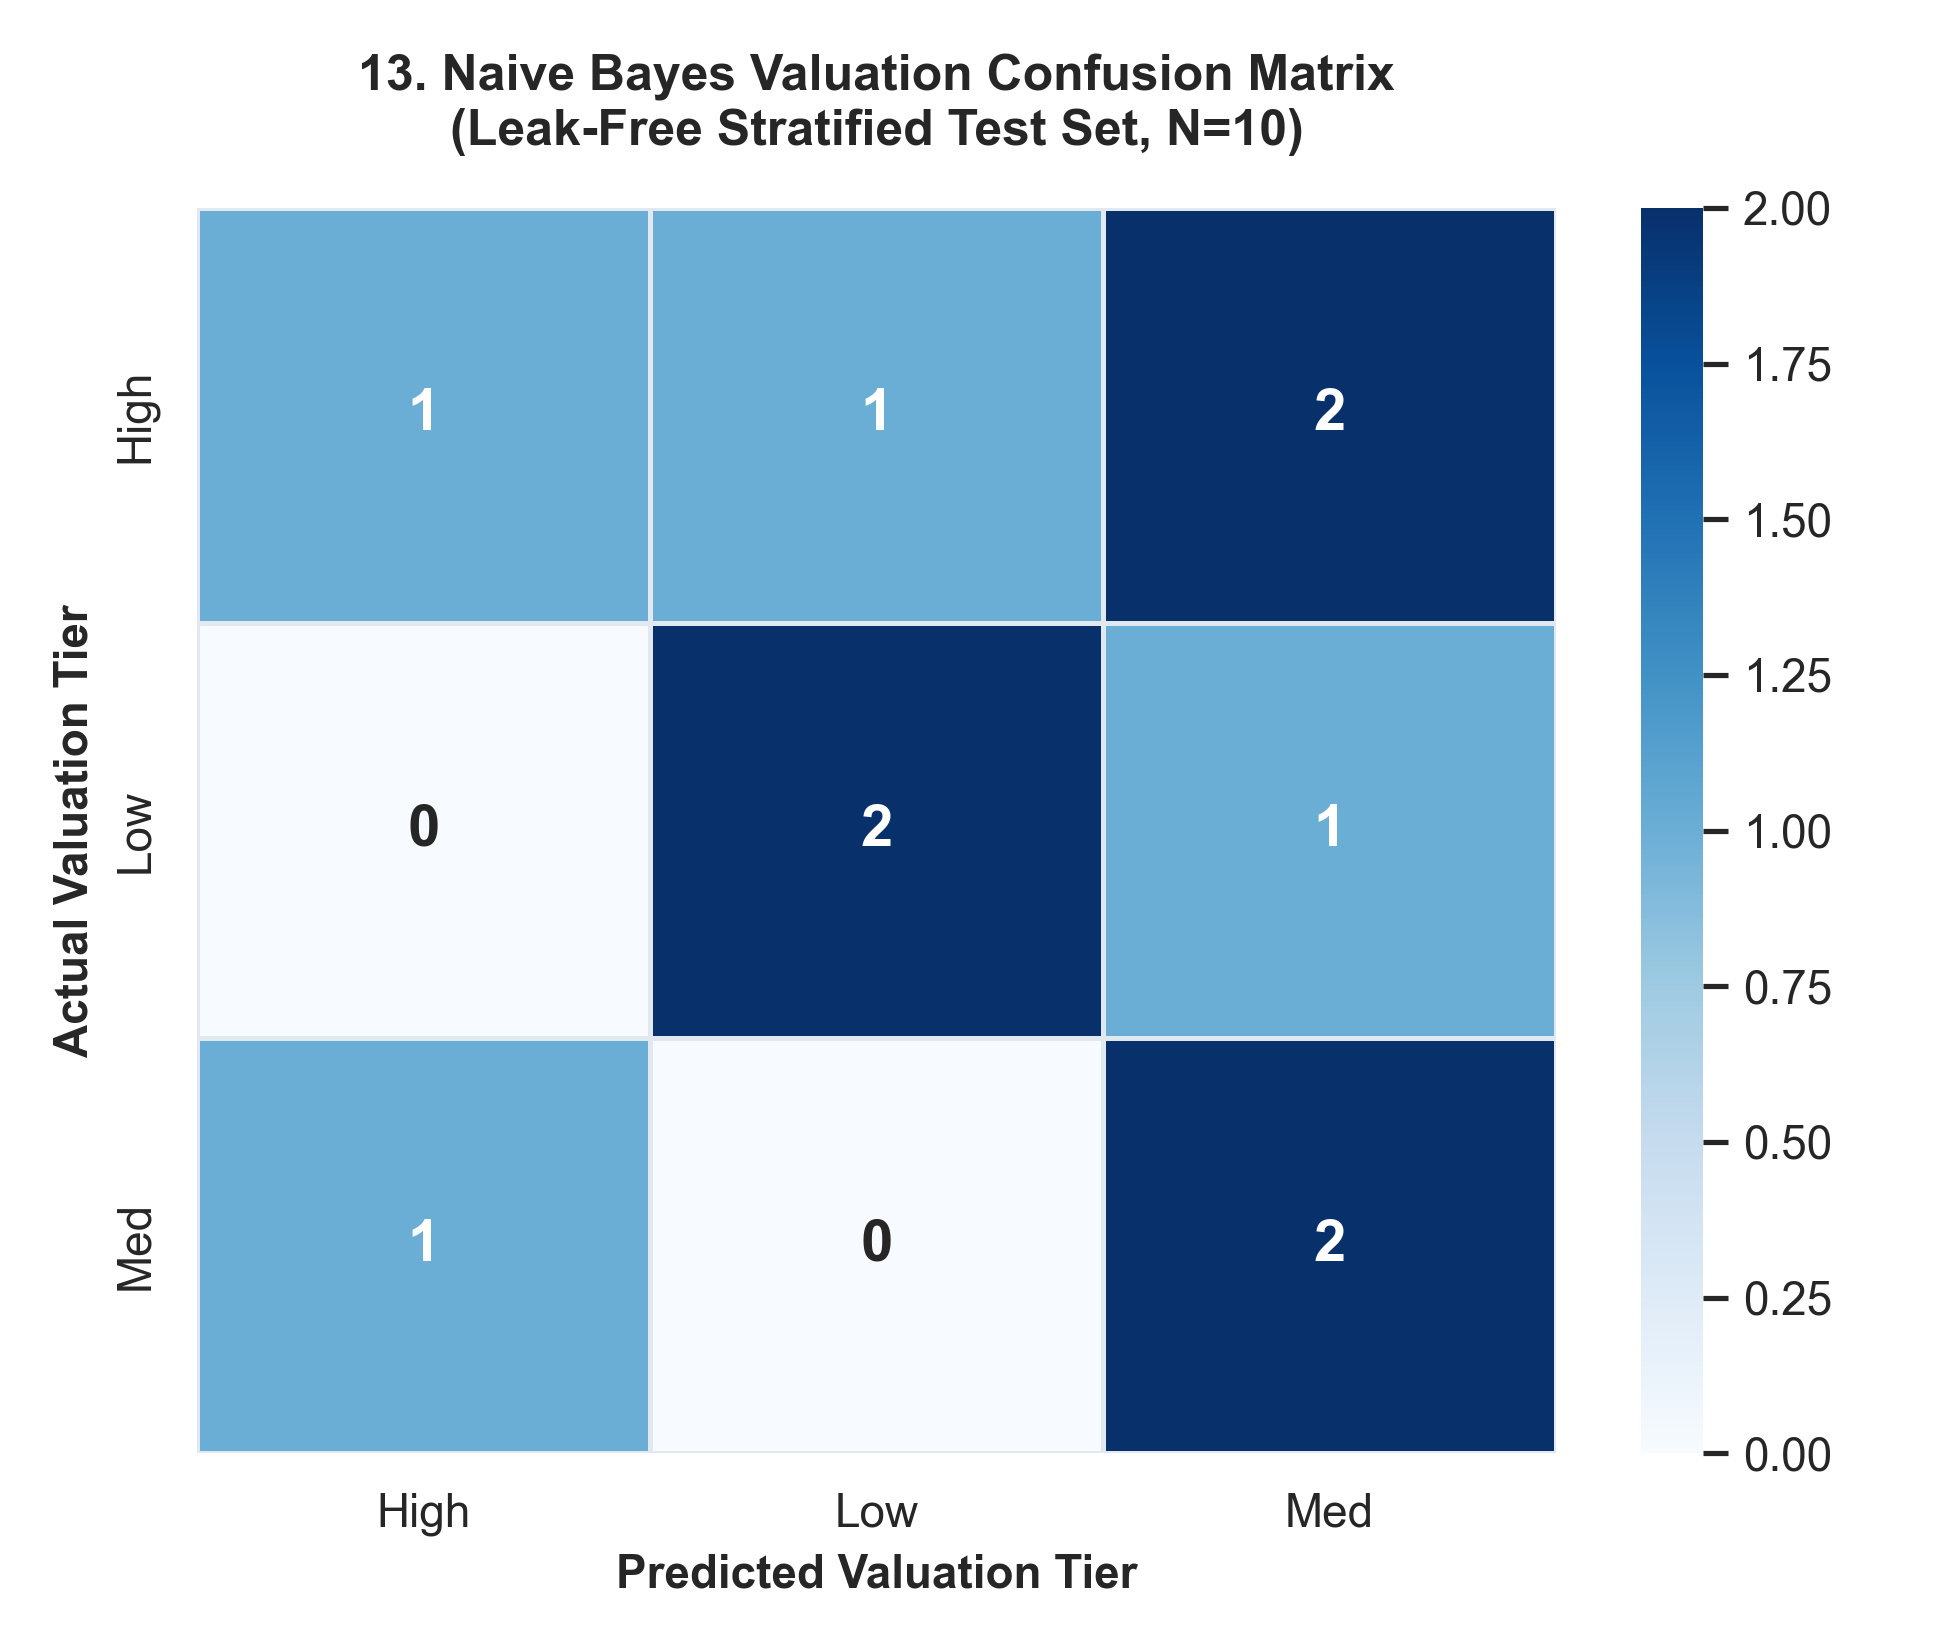 13. Naive Bayes Valuation Confusion Matrix
(Leak-Free Stratified Test Set, N=10)
Actual Valuation Tier
High
1
1
2
Low
0
2
1
Med
1
0
2
High
Low
Med
Predicted Valuation Tier
2.00
1.75
1.50
1.25
1.00
0.75
0.50
0.25
0.00